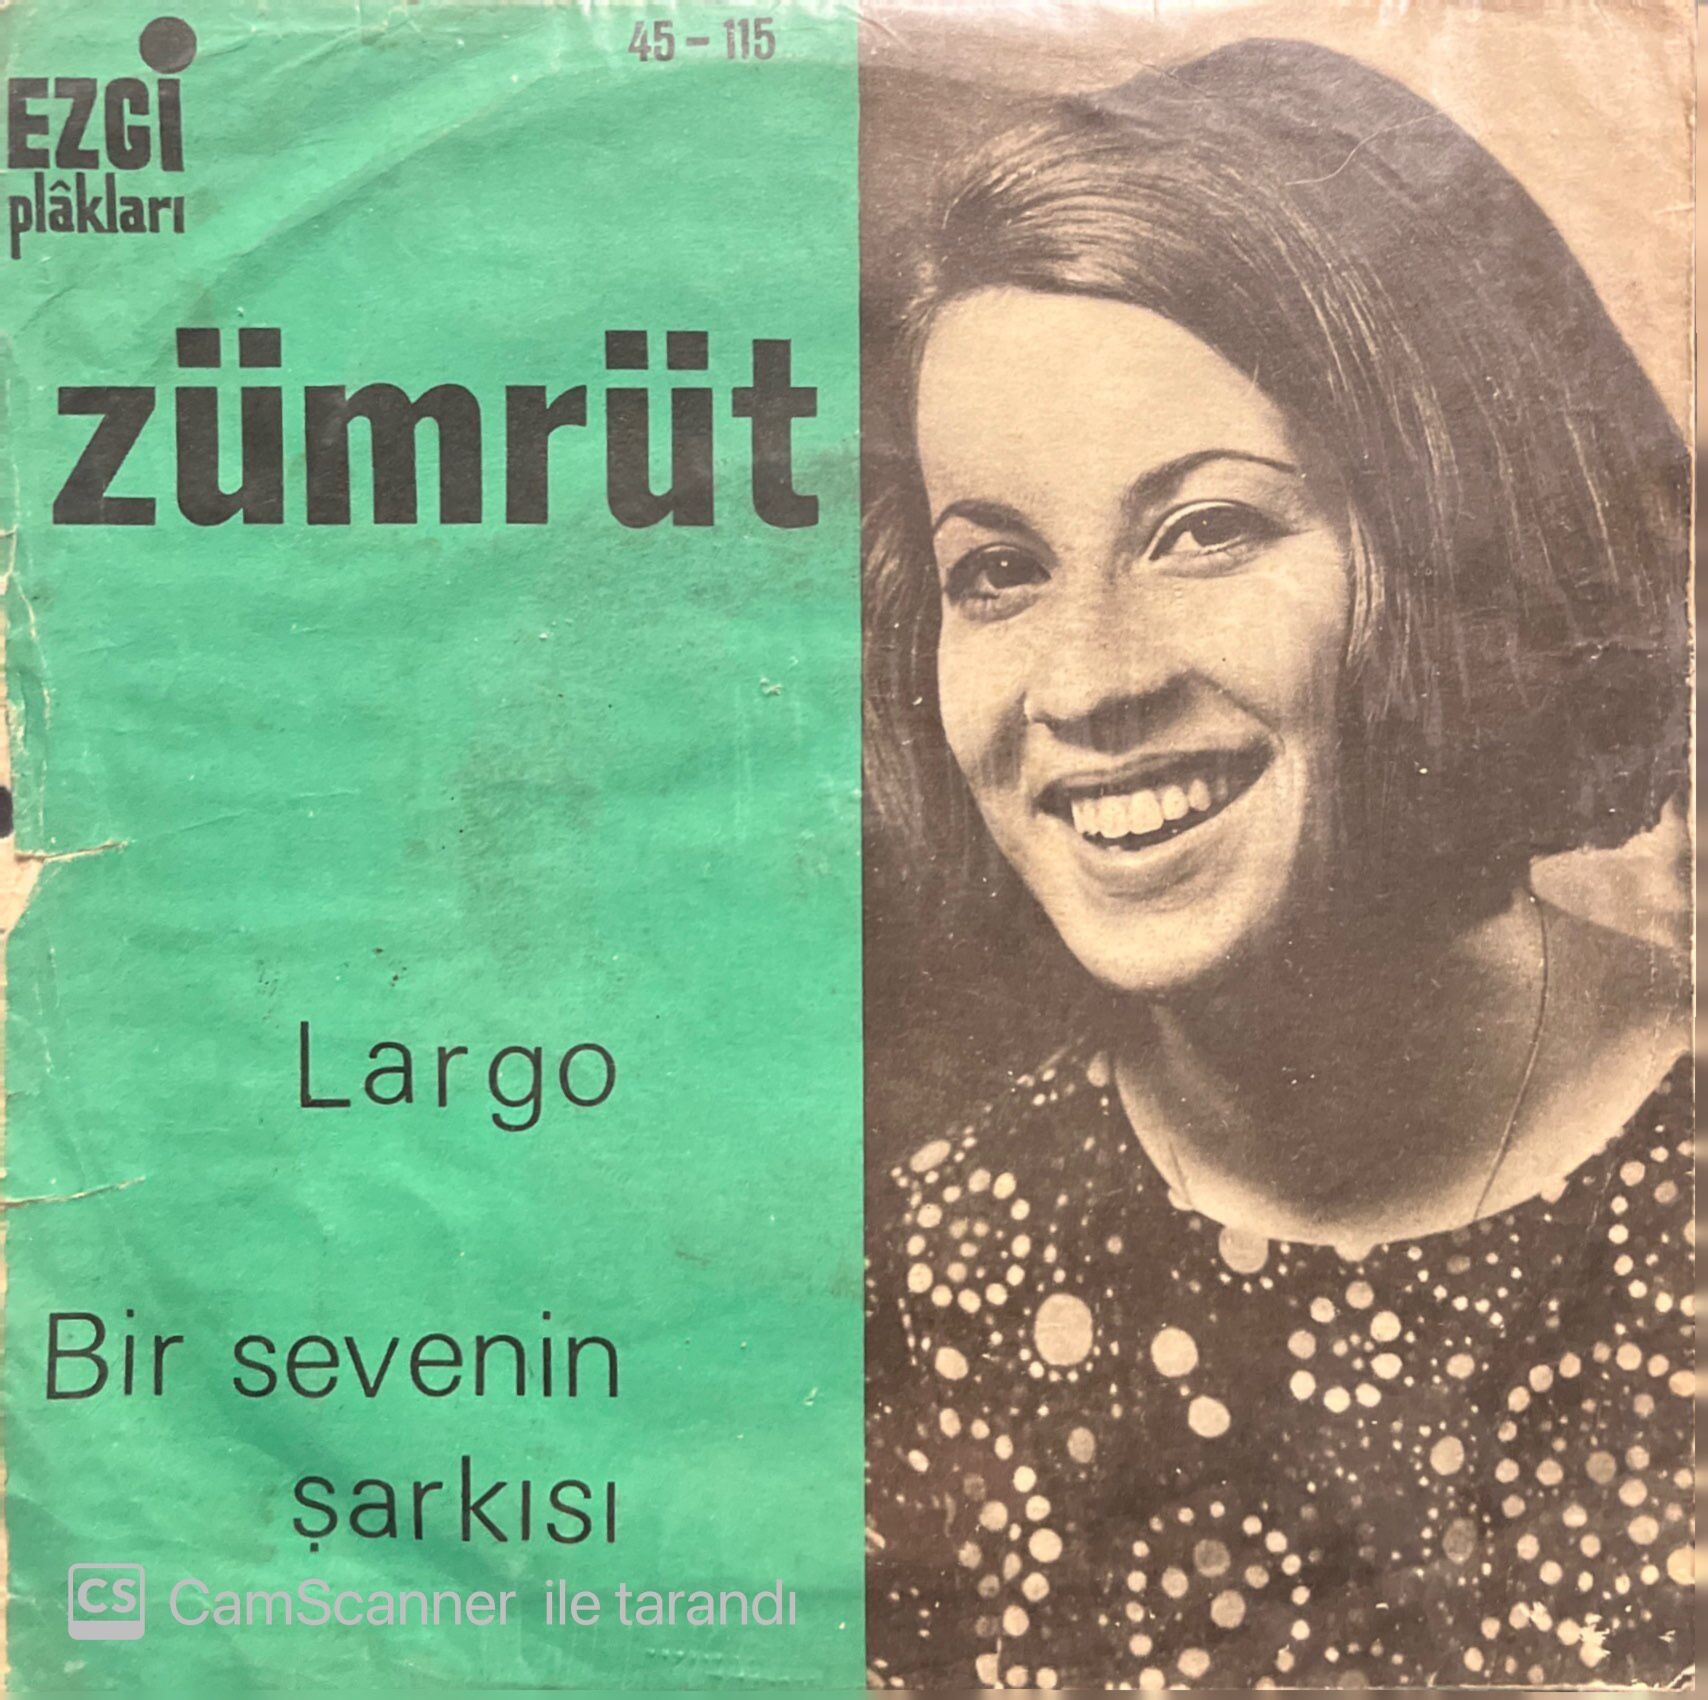 45 - 115
EZGİ
plâkları
zümrüt
Largo
Bir sevenin
şarkısı
CS CamScanner ile tarandı